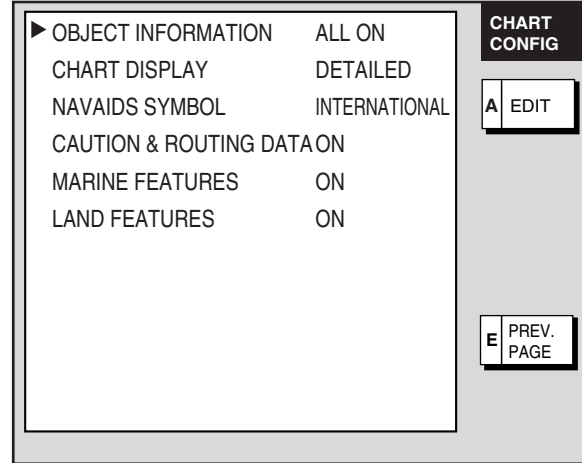 OBJECT INFORMATION ALL ON
CHART DISPLAY DETAILED
NAVAIDS SYMBOL INTERNATIONAL
CAUTION & ROUTING DATA ON
MARINE FEATURES ON
LAND FEATURES ON
CHART
CONFIG
A EDIT
E PREV.
PAGE